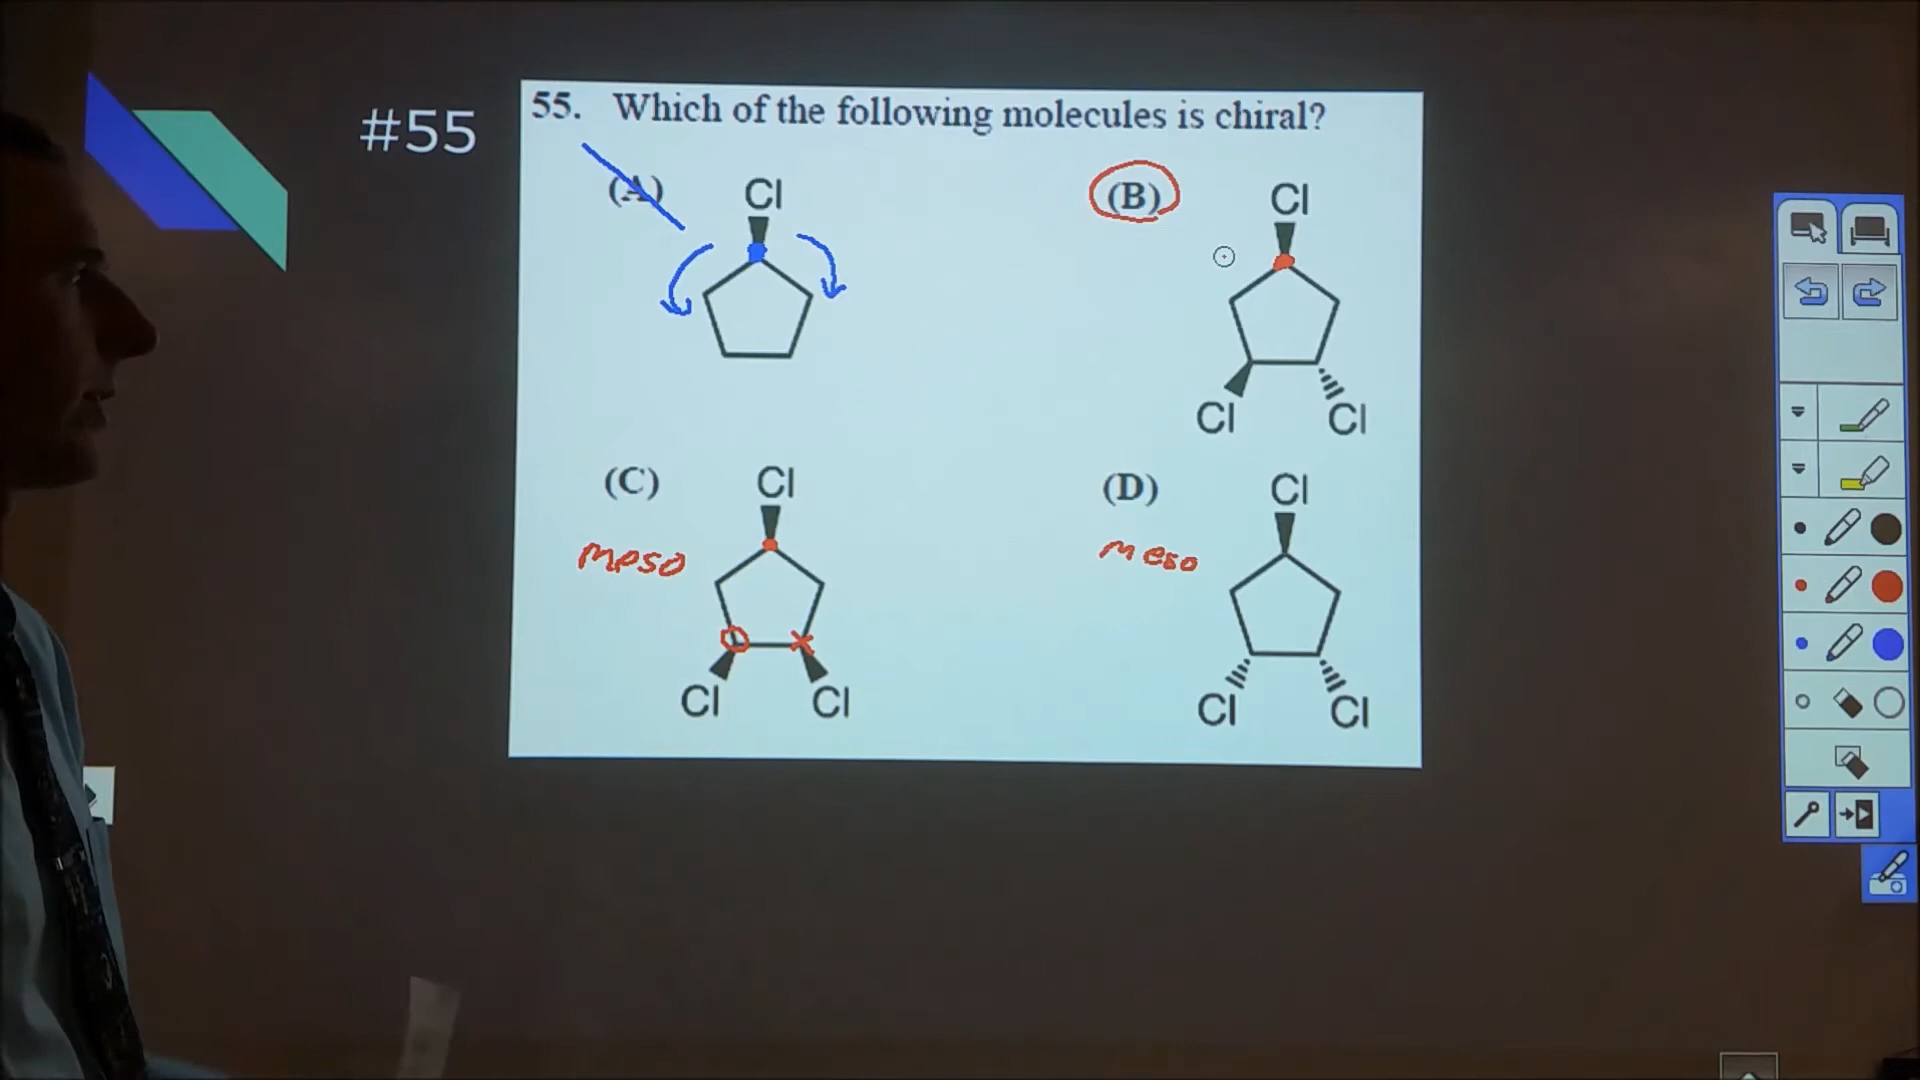 #55
55. Which of the following molecules is chiral?
(A)
Cl
(B)
Cl
Cl
Cl
(C)
Cl
meso
Cl
Cl
(D)
Cl
meso
Cl
Cl